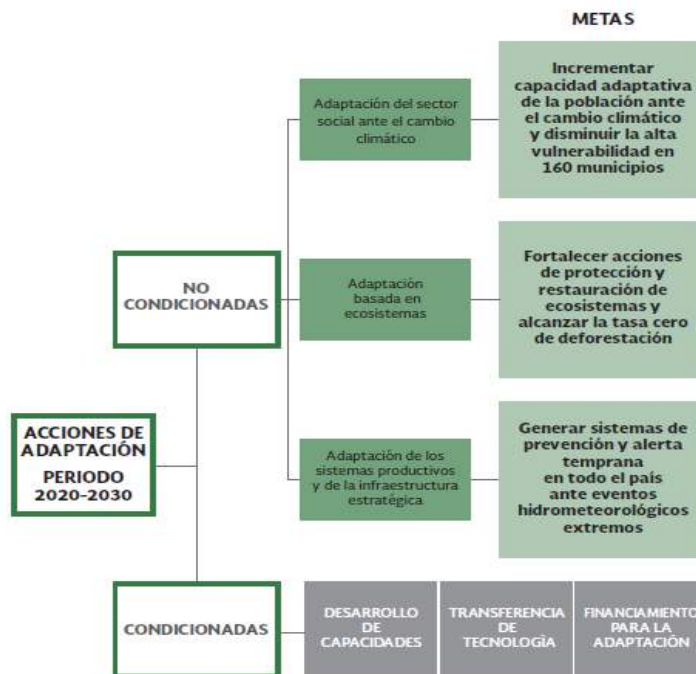 METAS
Adaptación del sector
social ante el cambio
climático
Incrementar
capacidad adaptativa
de la población ante
el cambio climático
y disminuir la alta
vulnerabilidad en
160 municipios
NO
CONDICIONADAS
Adaptación
basada en
ecosistemas
Fortalecer acciones
de protección y
restauración de
ecosistemas y
alcanzar la tasa cero
de deforestación
ACCIONES DE
ADAPTACIÓN
PERIODO
2020-2030
Adaptación de los
sistemas productivos
y de la infraestructura
estratégica
Generar sistemas de
prevención y alerta
temprana
en todo el país
ante eventos
hidrometeorológicos
extremos
CONDICIONADAS
DESARROLLO
DE
CAPACIDADES
TRANSFERENCIA
DE
TECNOLOGÌA
FINANCIAMIENTO
PARA LA
ADAPTACIÓN